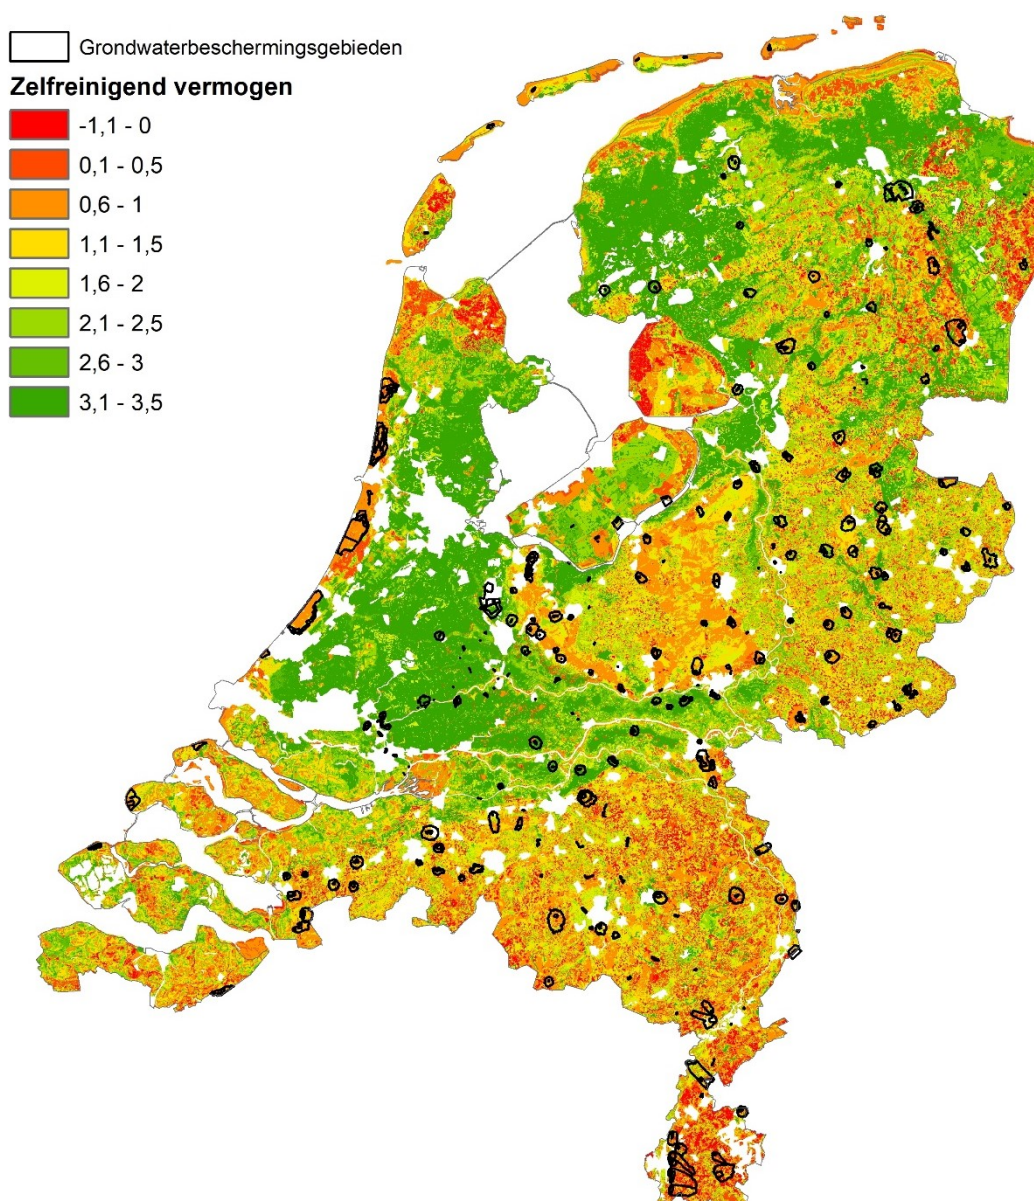 Grondwaterbeschermingsgebieden
Zelfreinigend vermogen
-1,1 - 0
0,1 - 0,5
0,6 - 1
1,1 - 1,5
1,6 - 2
2,1 - 2,5
2,6 - 3
3,1 - 3,5